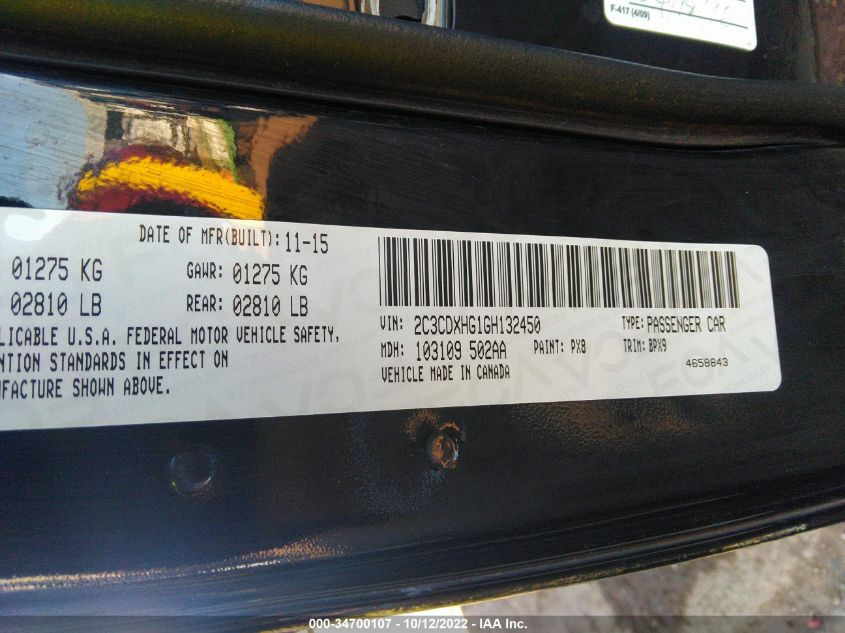 F-417 (4/09)
DATE OF MFR(BUILT): 11-15
01275 KG GAWR: 01275 KG
02810 LB REAR: 02810 LB
LICABLE U.S.A. FEDERAL MOTOR VEHICLE SAFETY,
NTION STANDARDS IN EFFECT ON
UFACTURE SHOWN ABOVE.
VIN: 2C3CDXHG1GH132450 TYPE: PASSENGER CAR
MDH: 103109 502AA PAINT: PX8 TRIM: BPX9
VEHICLE MADE IN CANADA 4658843
000-34700107 - 10/12/2022 - IAA Inc.